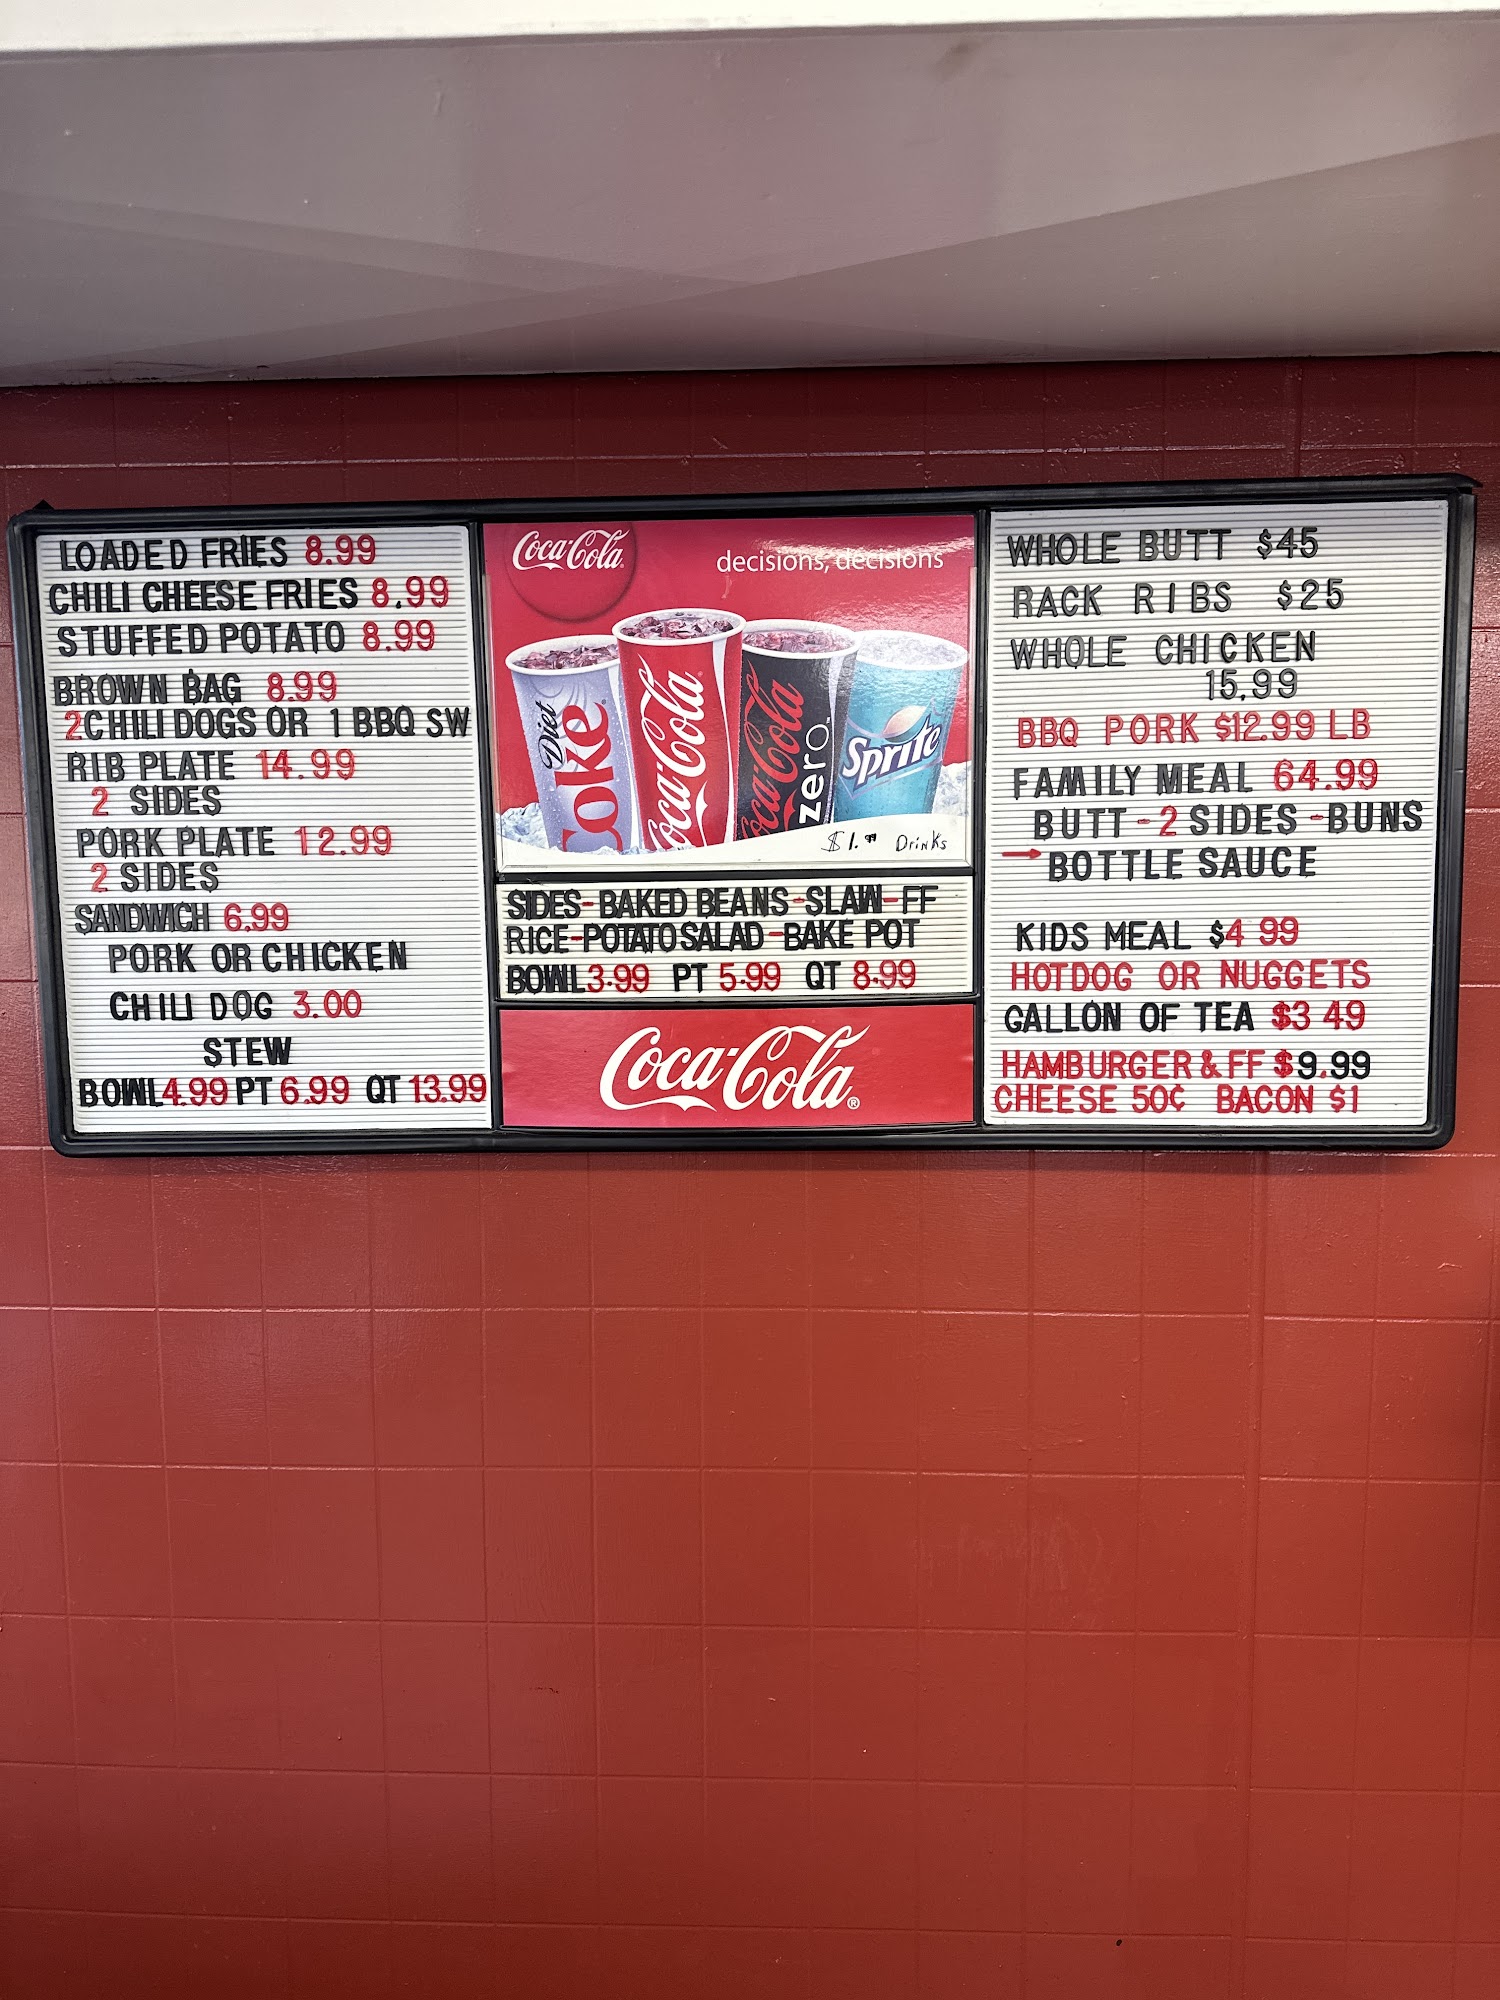 LOADED FRIES 8.99
CHILI CHEESE FRIES 8.99
STUFFED POTATO 8.99
BROWN BAG 8.99
2 CHILI DOGS OR 1 BBQ SW
RIB PLATE 14.99
2 SIDES
PORK PLATE 12.99
2 SIDES
SANDWICH 6.99
PORK OR CHICKEN
CHILI DOG 3.00
STEW
BOWL 4.99 PT 6.99 QT 13.99
Coca-Cola
decisions, decisions
Diet Coke
Coca-Cola
Coca-Cola zero
Sprite
$1.99 Drinks
SIDES-BAKED BEANS-SLAW-FF
RICE-POTATO SALAD-BAKE POT
BOWL 3.99 PT 5.99 QT 8.99
Coca-Cola®
WHOLE BUTT $45
RACK RIBS $25
WHOLE CHICKEN
15,99
BBQ PORK $12.99 LB
FAMILY MEAL 64.99
BUTT-2 SIDES-BUNS
→BOTTLE SAUCE
KIDS MEAL $4 99
HOTDOG OR NUGGETS
GALLON OF TEA $3 49
HAMBURGER & FF $9.99
CHEESE 50¢ BACON $1